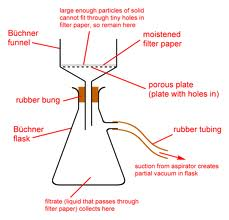 large enough particles of solid
cannot fit through tiny holes in
filter paper, so remain here
Büchner
funnel
moistened
filter paper
porous plate
(plate with holes in)
rubber bung
Büchner
flask
rubber tubing
suction from aspirator creates
partial vacuum in flask
filtrate (liquid that passes through
filter paper) collects here